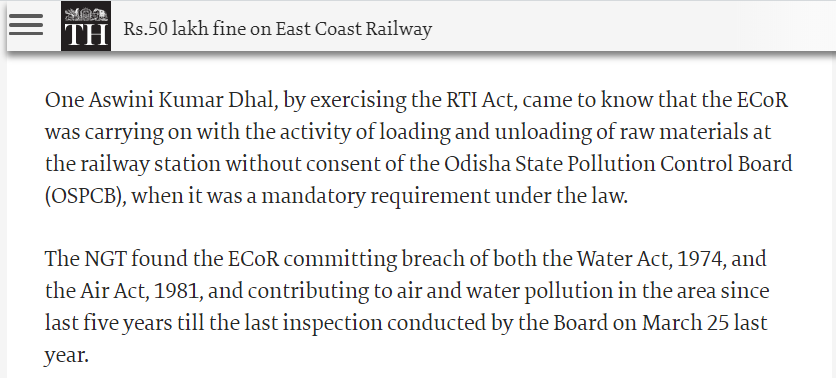 TH
Rs.50 lakh fine on East Coast Railway
One Aswini Kumar Dhal, by exercising the RTI Act, came to know that the ECoR
was carrying on with the activity of loading and unloading of raw materials at
the railway station without consent of the Odisha State Pollution Control Board
(OSPCB), when it was a mandatory requirement under the law.
The NGT found the ECoR committing breach of both the Water Act, 1974, and
the Air Act, 1981, and contributing to air and water pollution in the area since
last five years till the last inspection conducted by the Board on March 25 last
year.